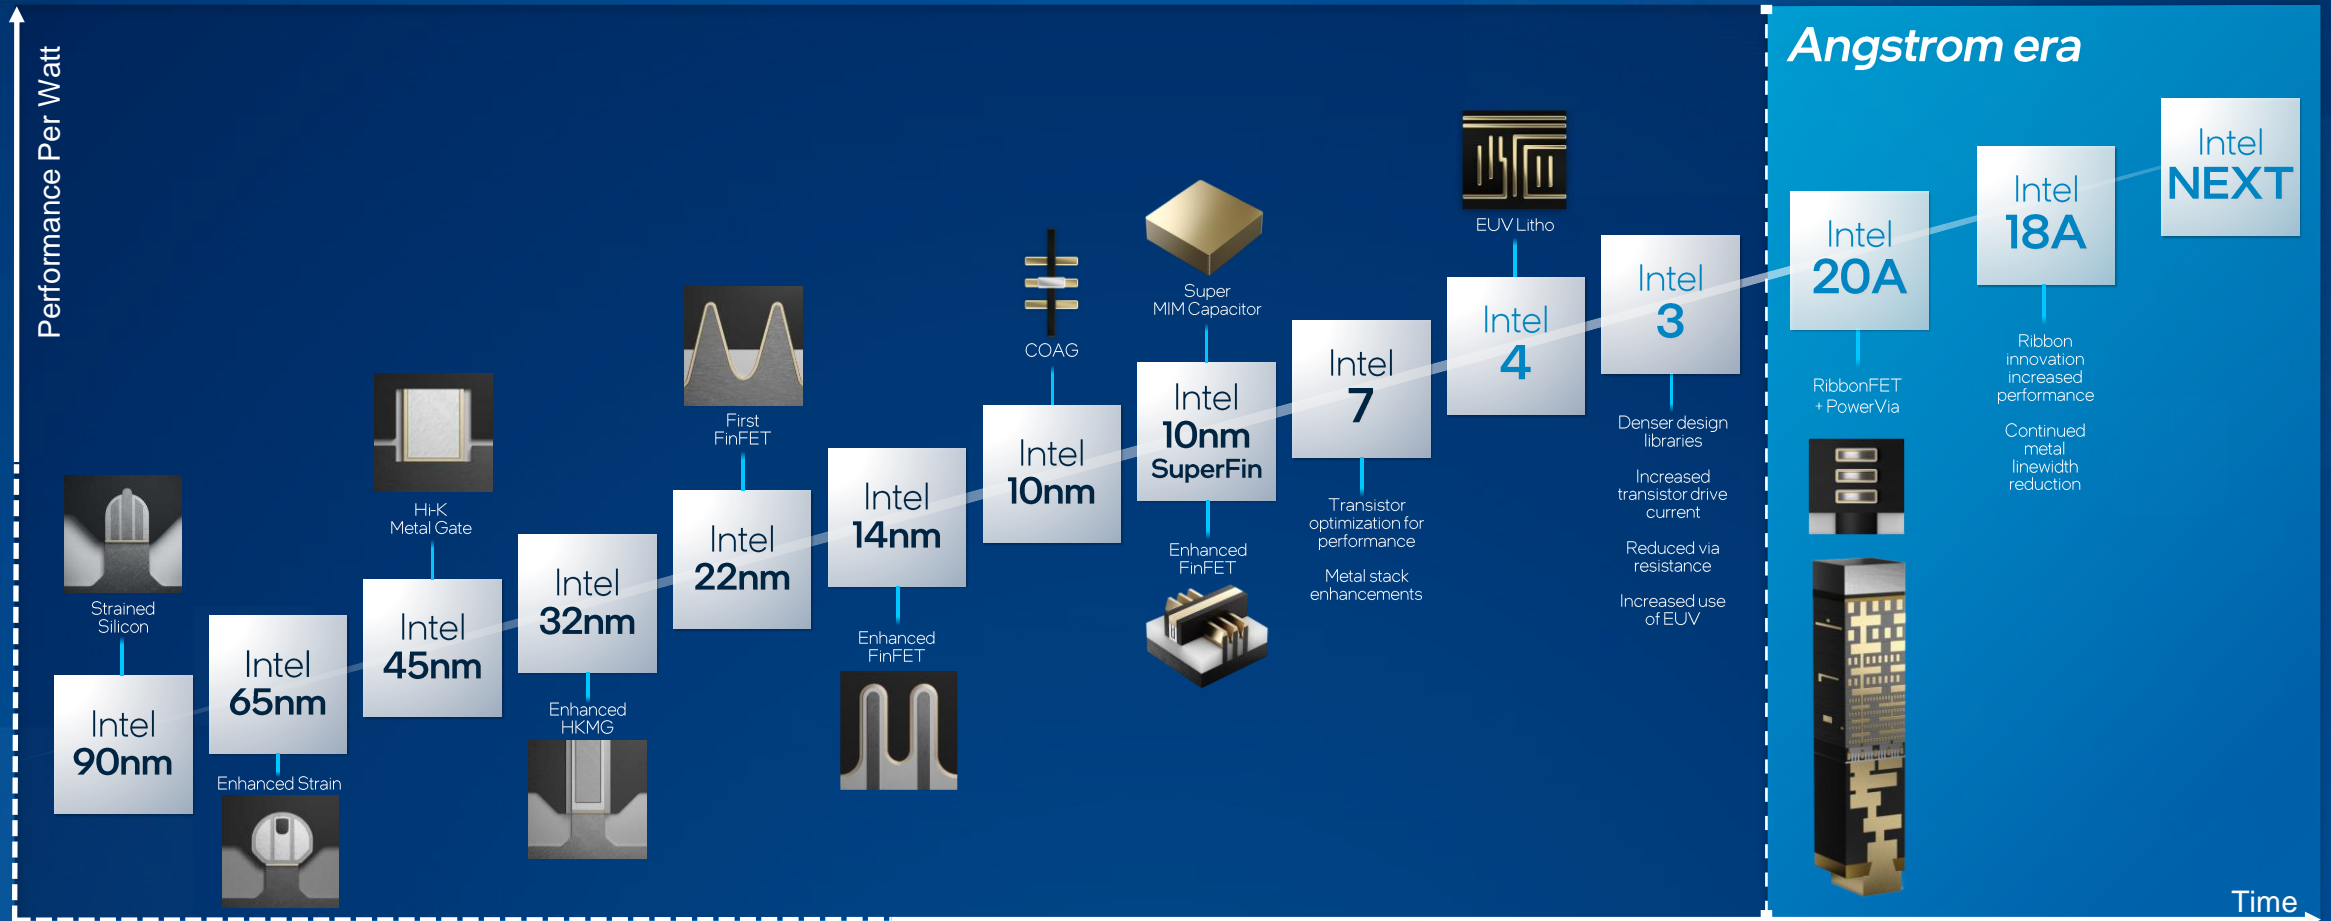 Performance Per Watt
Angstrom era
Strained
Silicon
Intel
90nm
Intel
65nm
Enhanced Strain
Hi-K
Metal Gate
Intel
45nm
Intel
32nm
Enhanced
HKMG
First
FinFET
Intel
22nm
Intel
14nm
Enhanced
FinFET
COAG
Intel
10nm
Super
MIM Capacitor
Intel
10nm
SuperFin
Enhanced
FinFET
Intel
7
Transistor
optimization for
performance
Metal stack
enhancements
EUV Litho
Intel
4
Intel
3
Denser design
libraries
Increased
transistor drive
current
Reduced via
resistance
Increased use
of EUV
Intel
20A
RibbonFET
+ PowerVia
Intel
18A
Ribbon
innovation
increased
performance
Continued
metal
linewidth
reduction
Intel
NEXT
Time